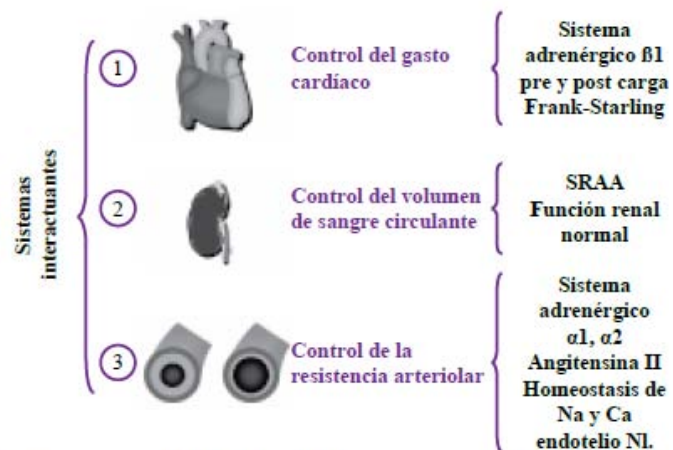 Sistemas
interactuantes
1
Control del gasto
cardíaco
Sistema
adrenérgico ß1
pre y post carga
Frank-Starling
2
Control del volumen
de sangre circulante
SRAA
Función renal
normal
3
Control de la
resistencia arteriolar
Sistema
adrenérgico
α1, α2
Angitensina II
Homeostasis de
Na y Ca
endotelio Nl.